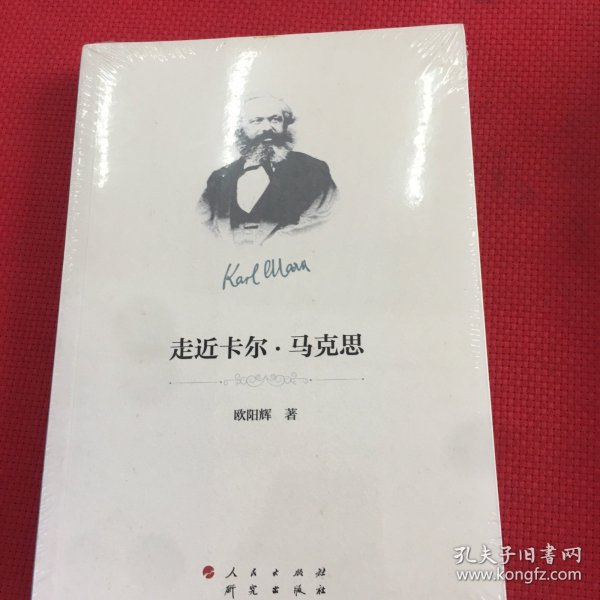 Karl Marx
走近卡尔·马克思
欧阳辉 著
人民出版社
研究出版社
孔夫子旧书网
www.kongfz.com